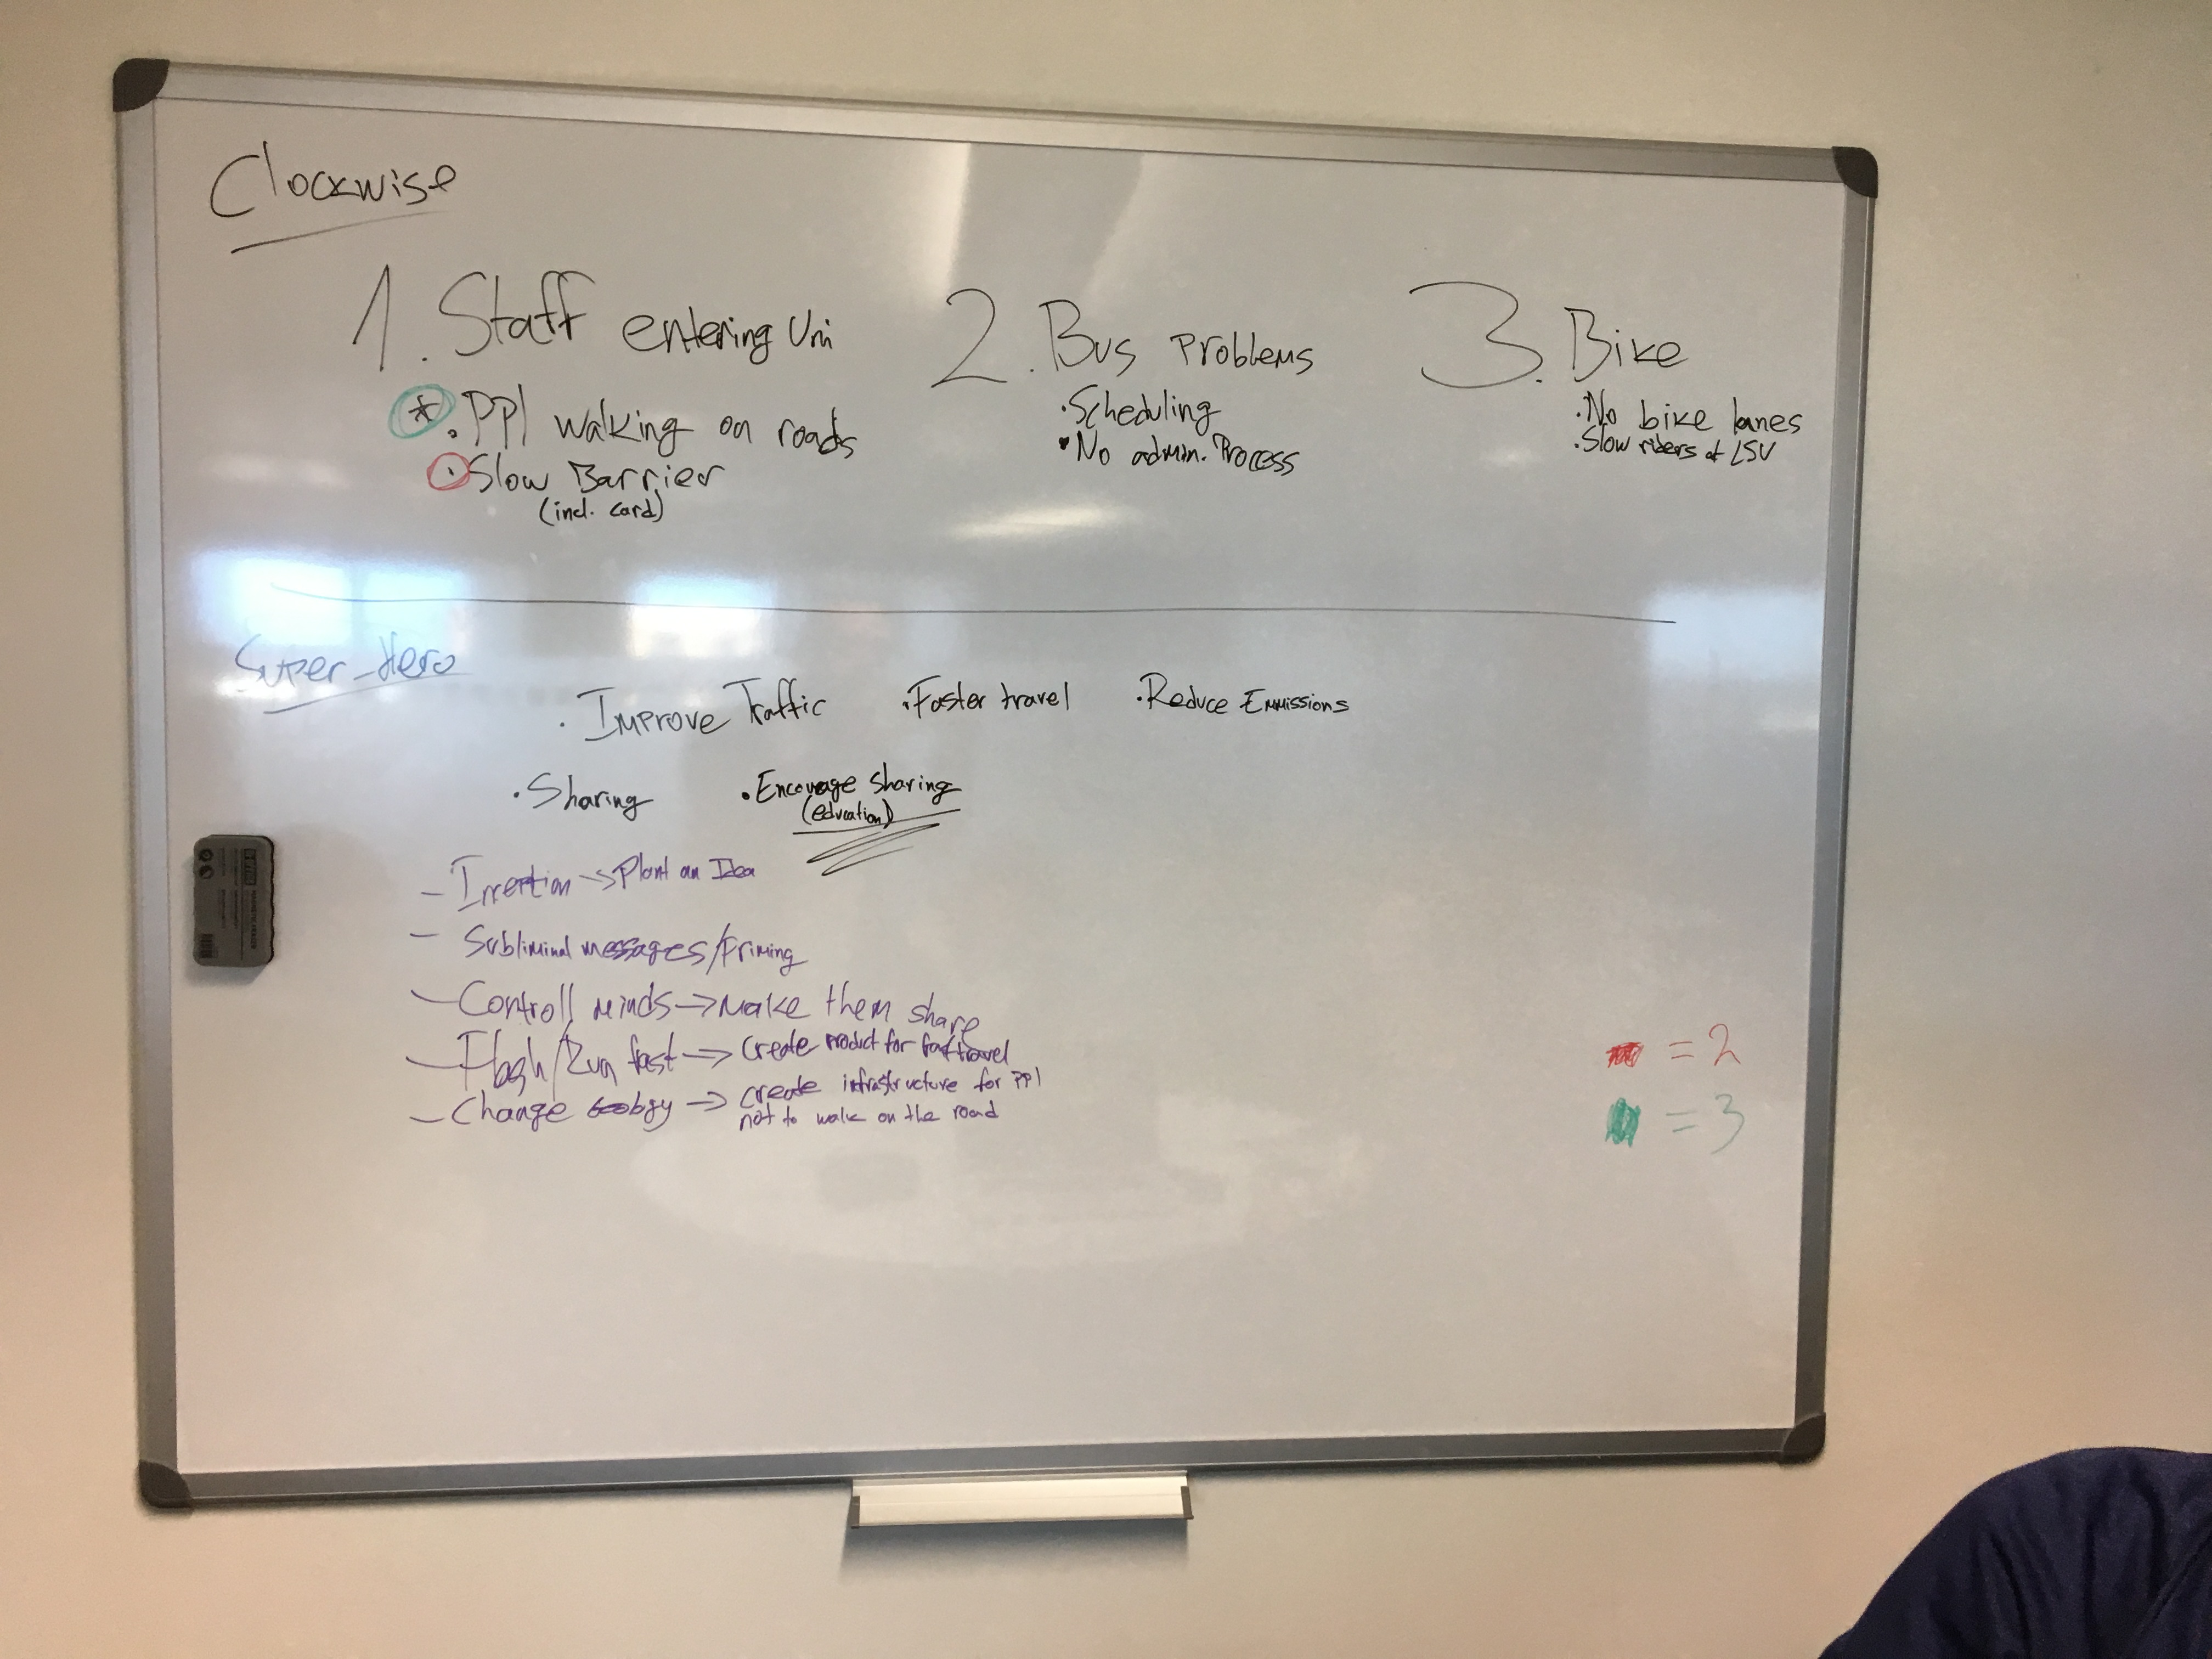 Clockwise
1. Staff entering Uni
* • PPl walking on roads
• Slow Barrier
(incl. card)
2. Bus Problems
• Scheduling
• No admin. Process
3. Bike
• No bike lanes
• Slow riders at LSV
Super-Hero
• Improve Traffic • Faster travel • Reduce Emmissions
• Sharing • Encourage sharing
(education)
– → Plant an Idea
– Subliminal messages/Priming
– Controll minds → Make them share
– Flash/Run fast → Create product for fast travel
– Change → create infrastructure for PPl
not to walk on the road
= 2
= 3